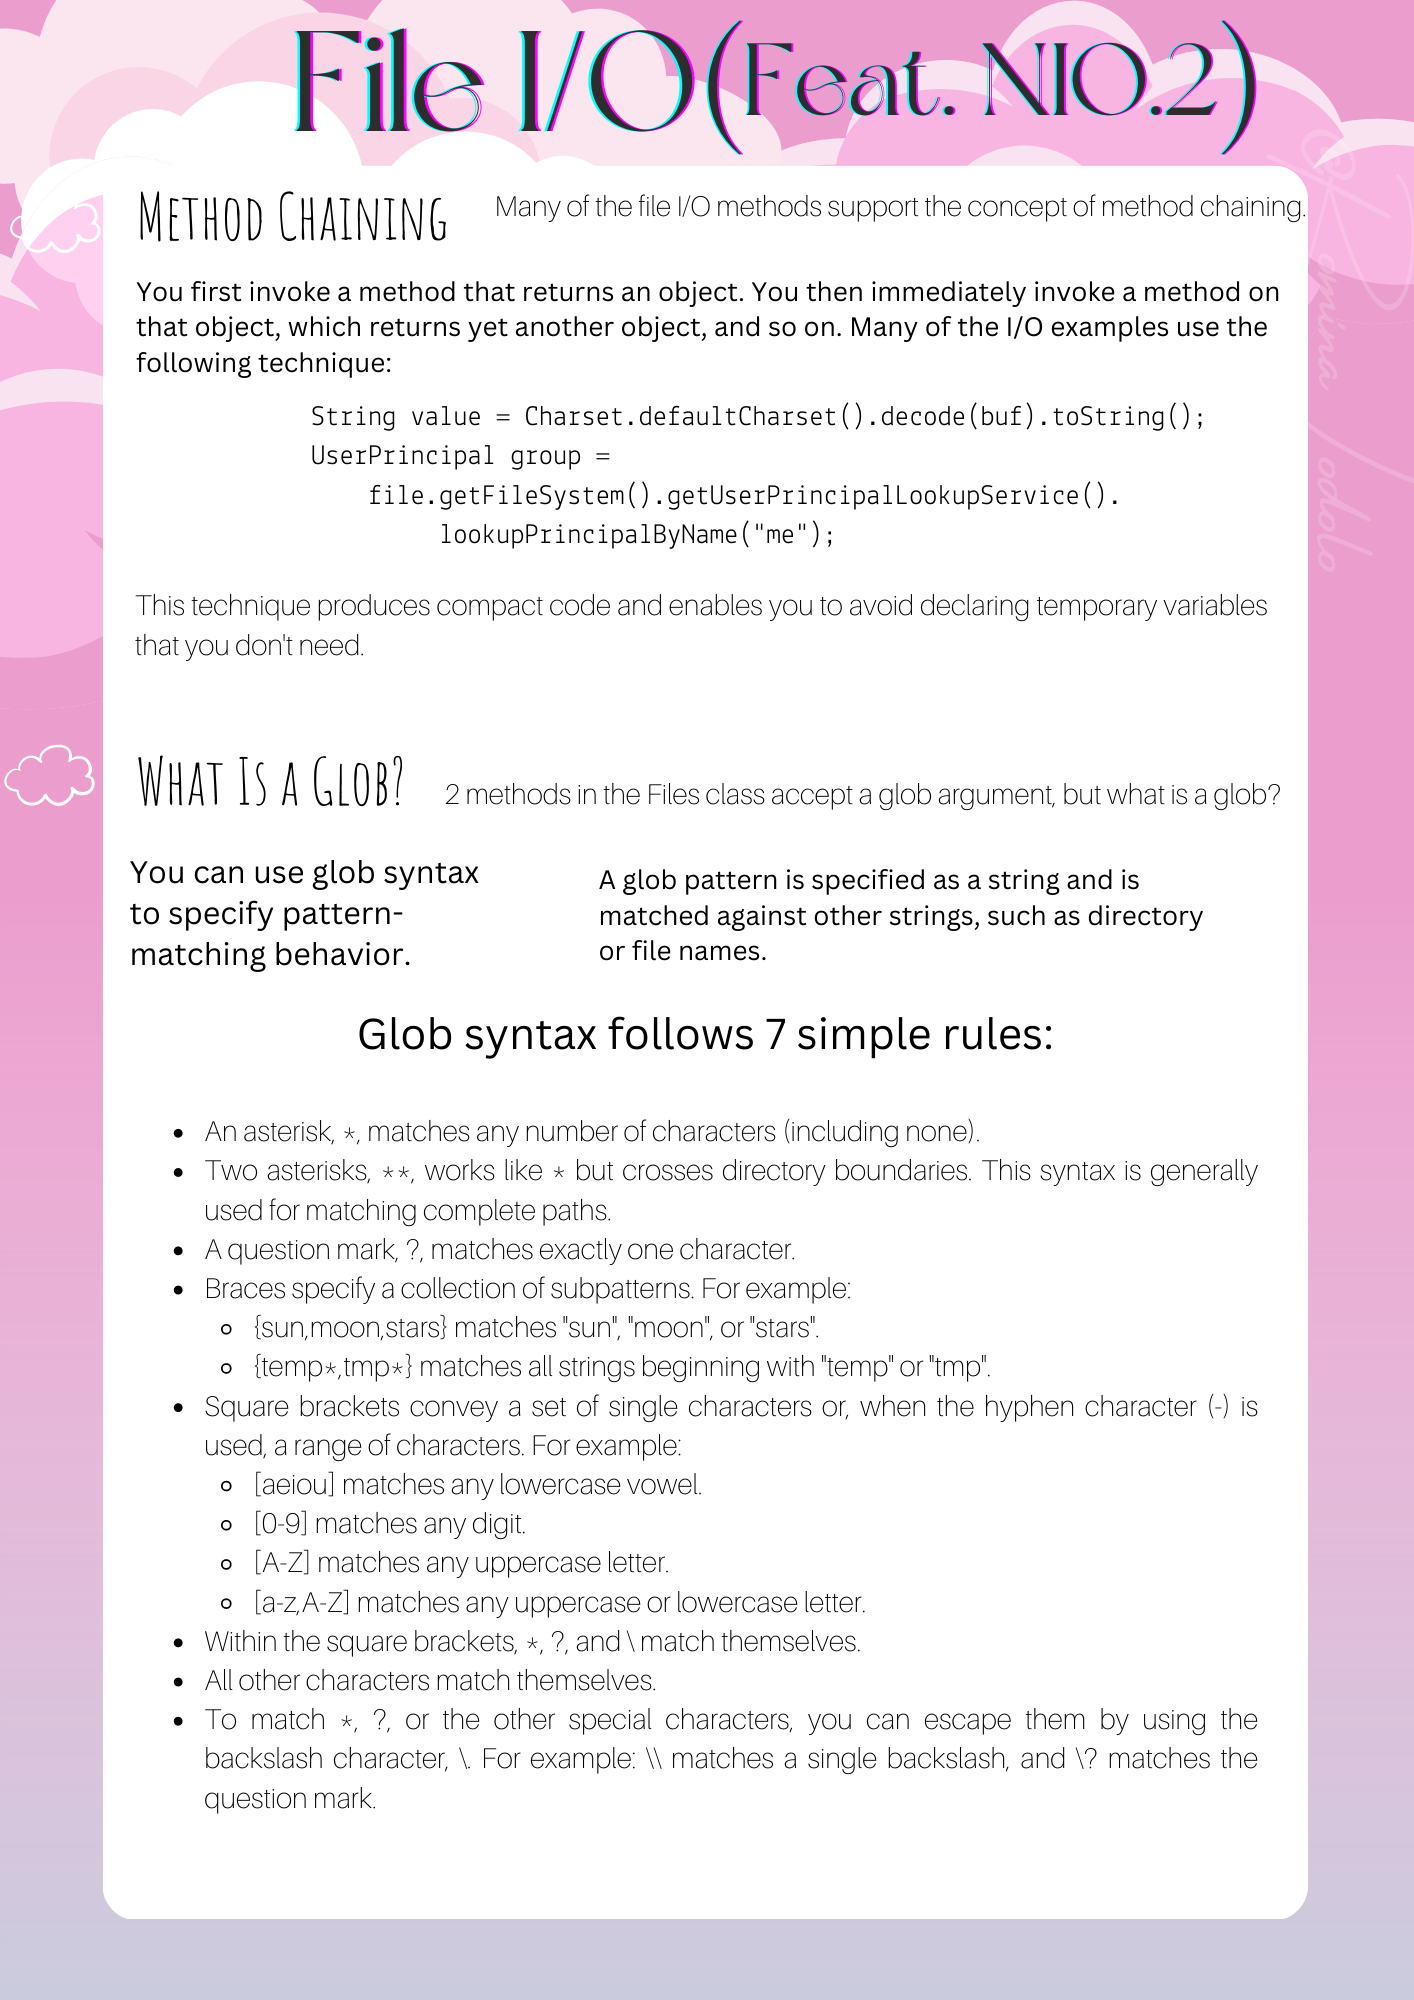 File I/O(Feat. NIO.2)
Method Chaining
Many of the file I/O methods support the concept of method chaining.
You first invoke a method that returns an object. You then immediately invoke a method on
that object, which returns yet another object, and so on. Many of the I/O examples use the
following technique:
String value = Charset.defaultCharset().decode(buf).toString();
UserPrincipal group =
file.getFileSystem().getUserPrincipalLookupService().
lookupPrincipalByName("me");
This technique produces compact code and enables you to avoid declaring temporary variables
that you don't need.
What Is a Glob?
2 methods in the Files class accept a glob argument, but what is a glob?
You can use glob syntax
to specify pattern-
matching behavior.
A glob pattern is specified as a string and is
matched against other strings, such as directory
or file names.
Glob syntax follows 7 simple rules:
• An asterisk, *, matches any number of characters (including none).
• Two asterisks, **, works like * but crosses directory boundaries. This syntax is generally
used for matching complete paths.
• A question mark, ?, matches exactly one character.
• Braces specify a collection of subpatterns. For example:
◦ {sun,moon,stars} matches "sun", "moon", or "stars".
◦ {temp*,tmp*} matches all strings beginning with "temp" or "tmp".
• Square brackets convey a set of single characters or, when the hyphen character (-) is
used, a range of characters. For example:
◦ [aeiou] matches any lowercase vowel.
◦ [0-9] matches any digit.
◦ [A-Z] matches any uppercase letter.
◦ [a-z,A-Z] matches any uppercase or lowercase letter.
• Within the square brackets, *, ?, and \ match themselves.
• All other characters match themselves.
• To match *, ?, or the other special characters, you can escape them by using the
backslash character, \. For example: \\ matches a single backslash, and \? matches the
question mark.